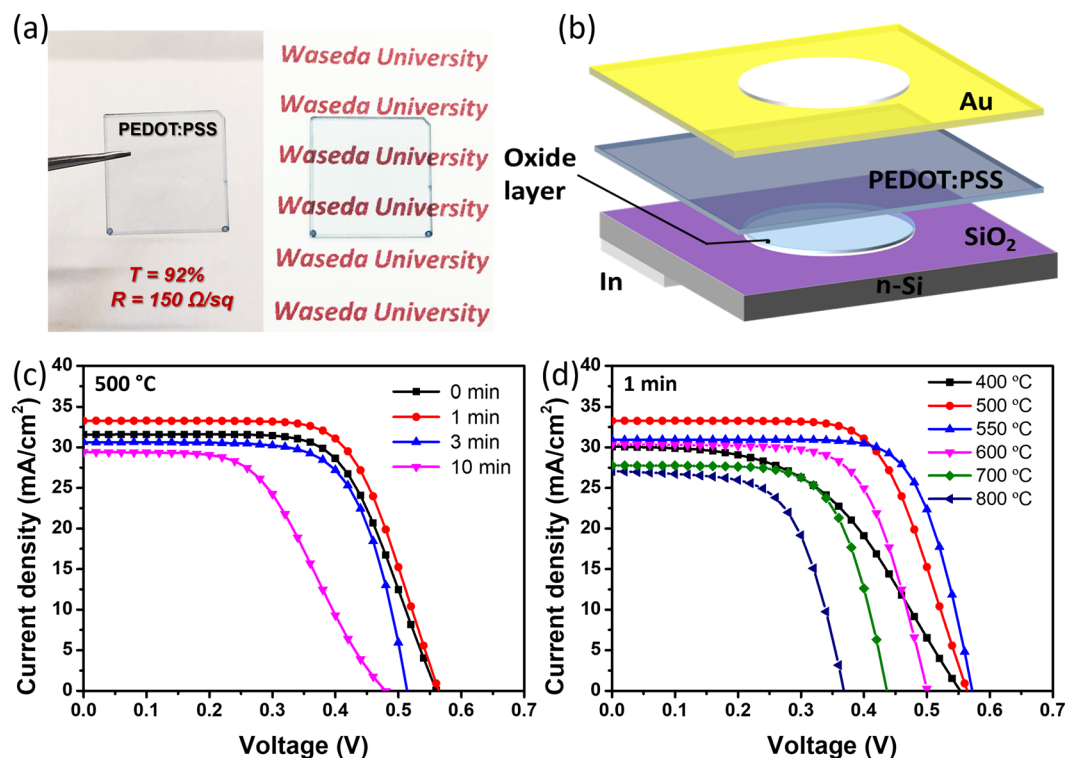 (a)
PEDOT:PSS
T = 92%
R = 150 Ω/sq
Waseda University
Waseda University
Waseda University
Waseda University
Waseda University
Waseda University
(b)
Au
Oxide
layer
PEDOT:PSS
SiO₂
In
n-Si
(c)
500 °C
0 min
1 min
3 min
10 min
40
35
30
25
20
15
10
5
0
0.0 0.1 0.2 0.3 0.4 0.5 0.6 0.7
Current density (mA/cm²)
Voltage (V)
(d)
1 min
400 °C
500 °C
550 °C
600 °C
700 °C
800 °C
40
35
30
25
20
15
10
5
0
0.0 0.1 0.2 0.3 0.4 0.5 0.6 0.7
Current density (mA/cm²)
Voltage (V)